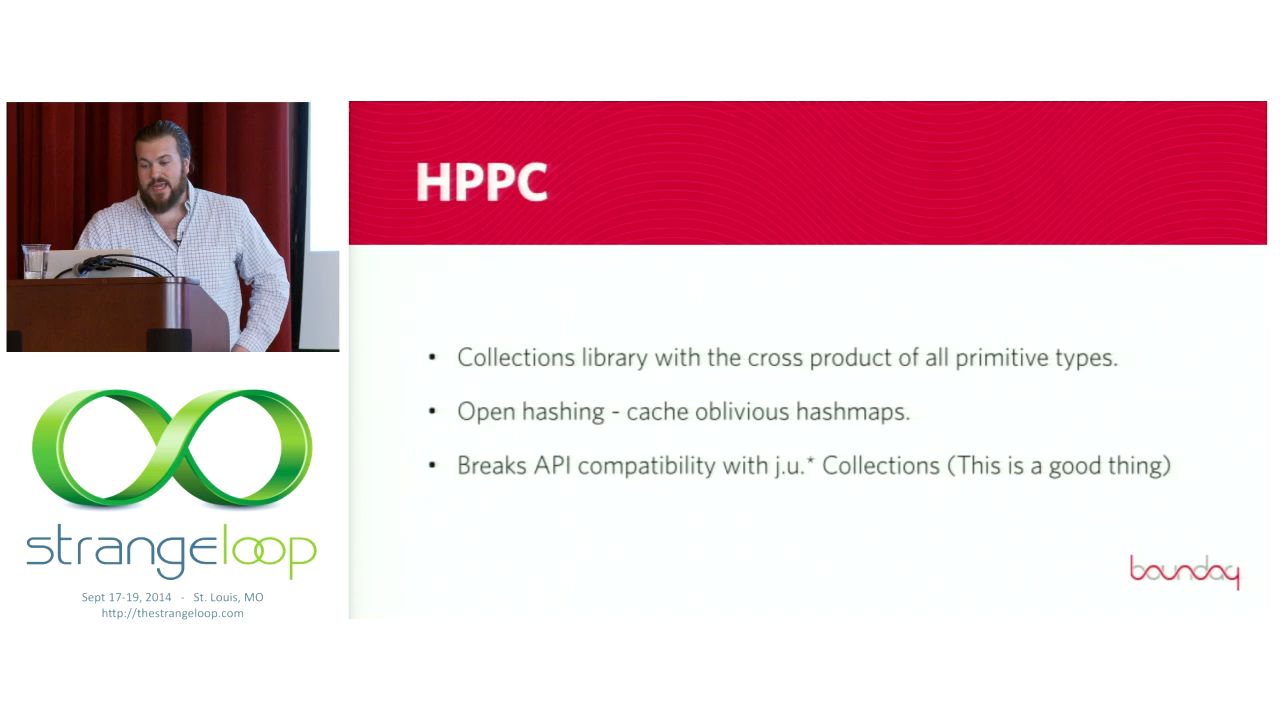 HPPC
• Collections library with the cross product of all primitive types.
• Open hashing - cache oblivious hashmaps.
• Breaks API compatibility with j.u.* Collections (This is a good thing)
boundary
strangeloop
Sept 17-19, 2014 - St. Louis, MO
http://thestrangeloop.com